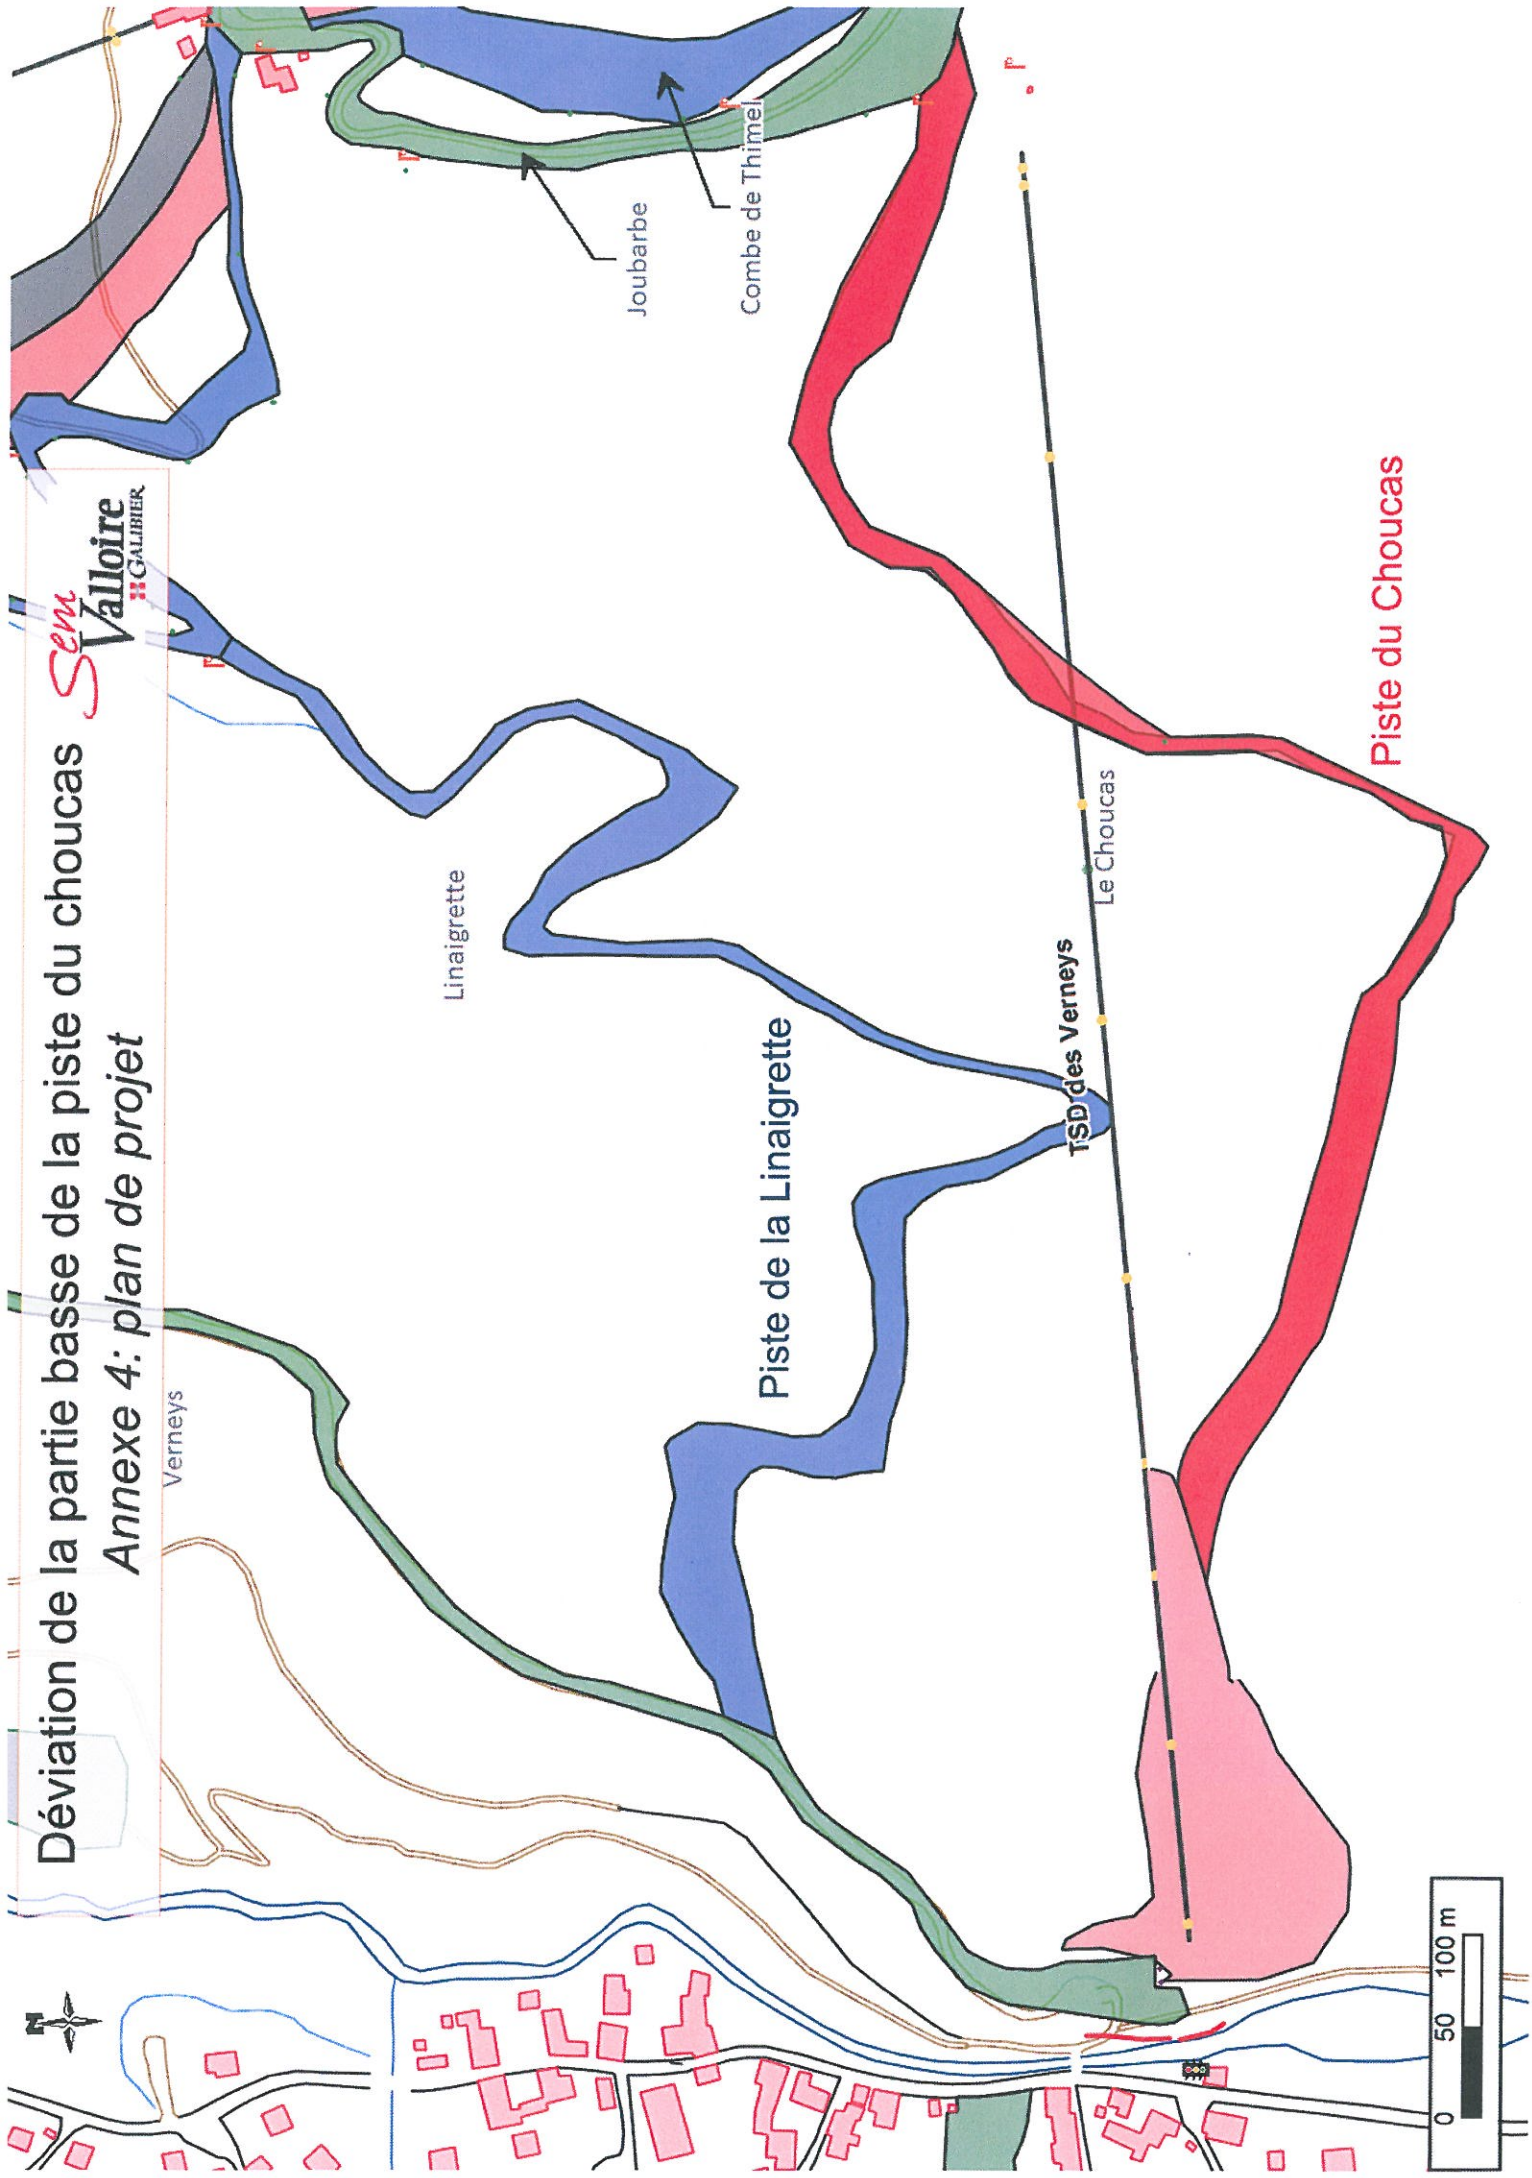 Déviation de la partie basse de la piste du choucas
Annexe 4: plan de projet
Sem
Valloire
GALIBIER
N
Verneys
Linaigrette
Joubarbe
Combe de Thimel
Piste de la Linaigrette
TSD des Verneys
Le Choucas
Piste du Choucas
0 50 100 m